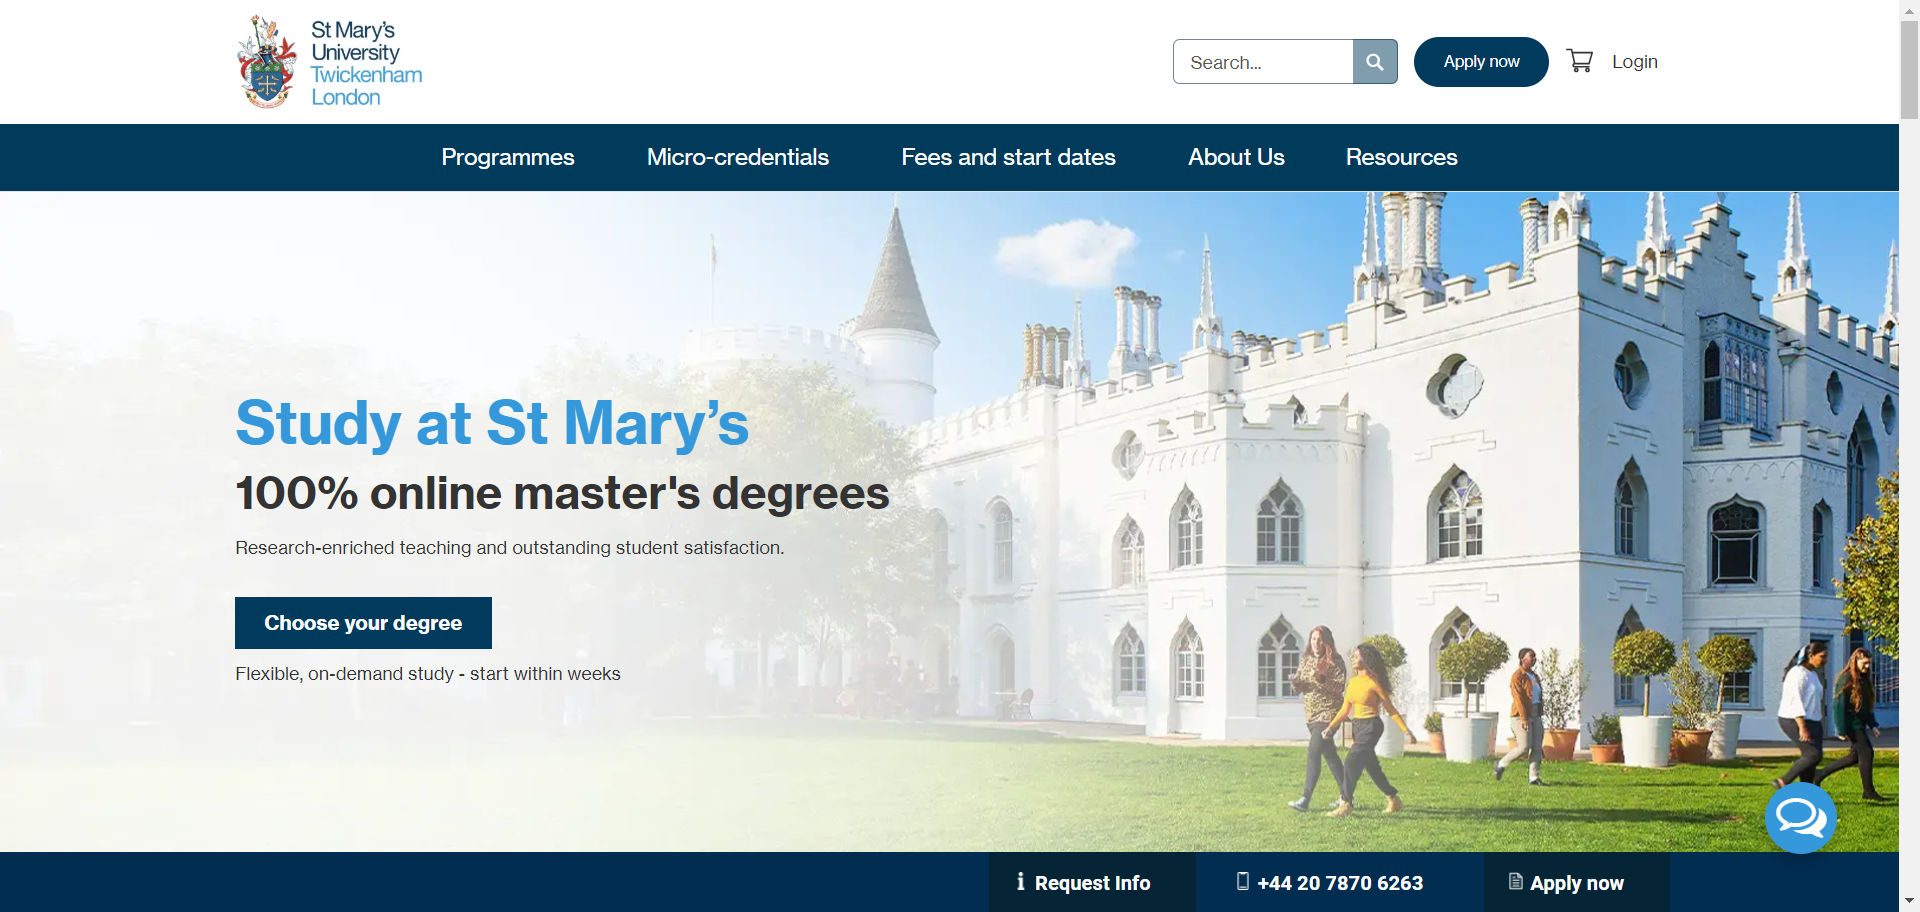 St Mary's
University
Twickenham
London
Search...
Apply now
Login
Programmes
Micro-credentials
Fees and start dates
About Us
Resources
Study at St Mary’s
100% online master's degrees
Research-enriched teaching and outstanding student satisfaction.
Choose your degree
Flexible, on-demand study - start within weeks
Request Info
+44 20 7870 6263
Apply now